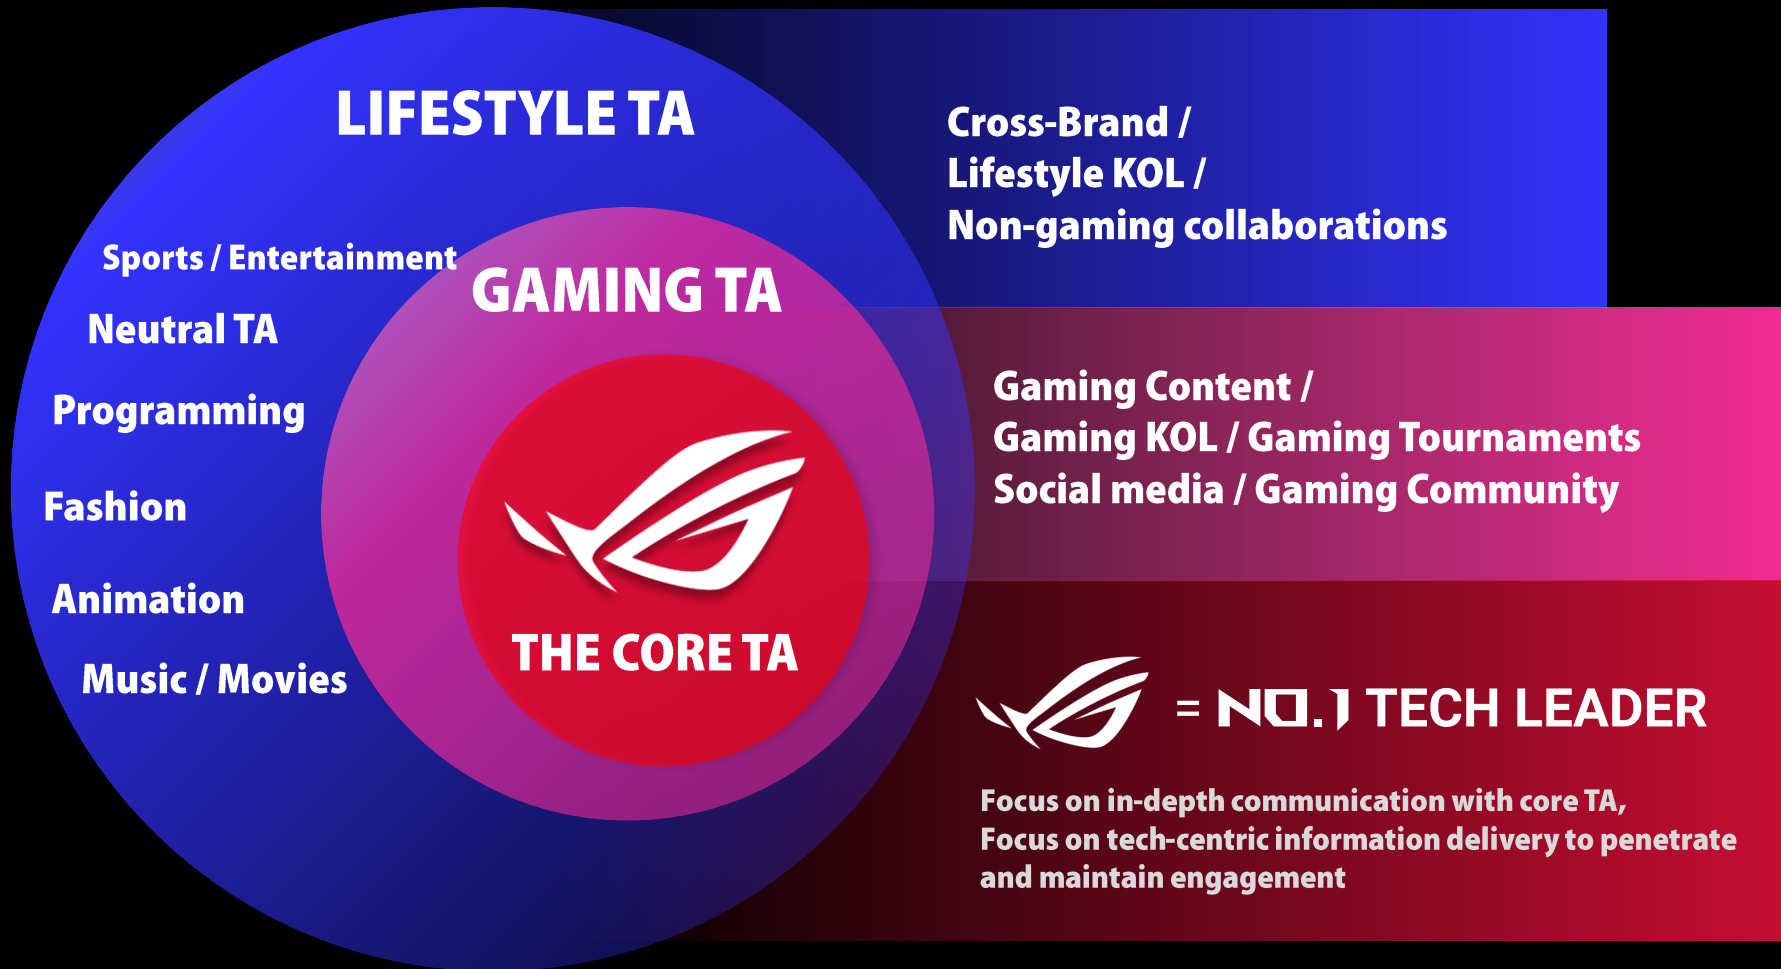 LIFESTYLE TA
Sports / Entertainment
Neutral TA
Programming
Fashion
Animation
Music / Movies
GAMING TA
THE CORE TA
Cross-Brand /
Lifestyle KOL /
Non-gaming collaborations
Gaming Content /
Gaming KOL / Gaming Tournaments
Social media / Gaming Community
= NO.1 TECH LEADER
Focus on in-depth communication with core TA,
Focus on tech-centric information delivery to penetrate
and maintain engagement